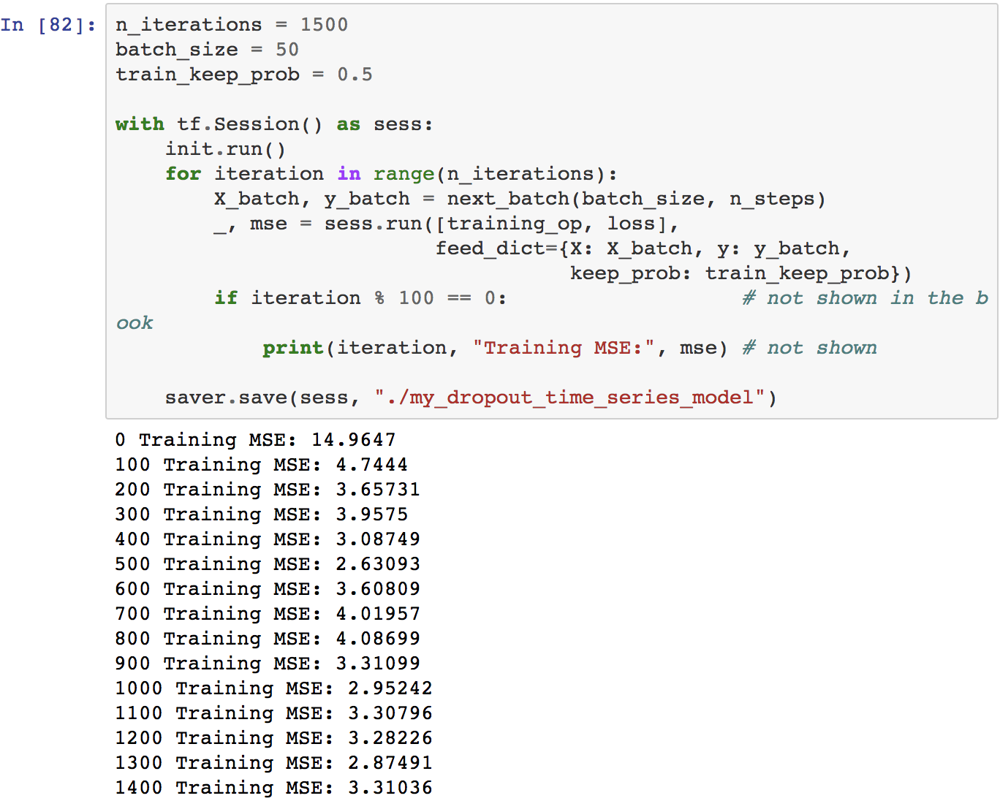 In [82]: n_iterations = 1500
batch_size = 50
train_keep_prob = 0.5

with tf.Session() as sess:
    init.run()
    for iteration in range(n_iterations):
        X_batch, y_batch = next_batch(batch_size, n_steps)
        _, mse = sess.run([training_op, loss],
                          feed_dict={X: X_batch, y: y_batch,
                                     keep_prob: train_keep_prob})
        if iteration % 100 == 0:                   # not shown in the b
ook
            print(iteration, "Training MSE:", mse) # not shown

    saver.save(sess, "./my_dropout_time_series_model")
0 Training MSE: 14.9647
100 Training MSE: 4.7444
200 Training MSE: 3.65731
300 Training MSE: 3.9575
400 Training MSE: 3.08749
500 Training MSE: 2.63093
600 Training MSE: 3.60809
700 Training MSE: 4.01957
800 Training MSE: 4.08699
900 Training MSE: 3.31099
1000 Training MSE: 2.95242
1100 Training MSE: 3.30796
1200 Training MSE: 3.28226
1300 Training MSE: 2.87491
1400 Training MSE: 3.31036